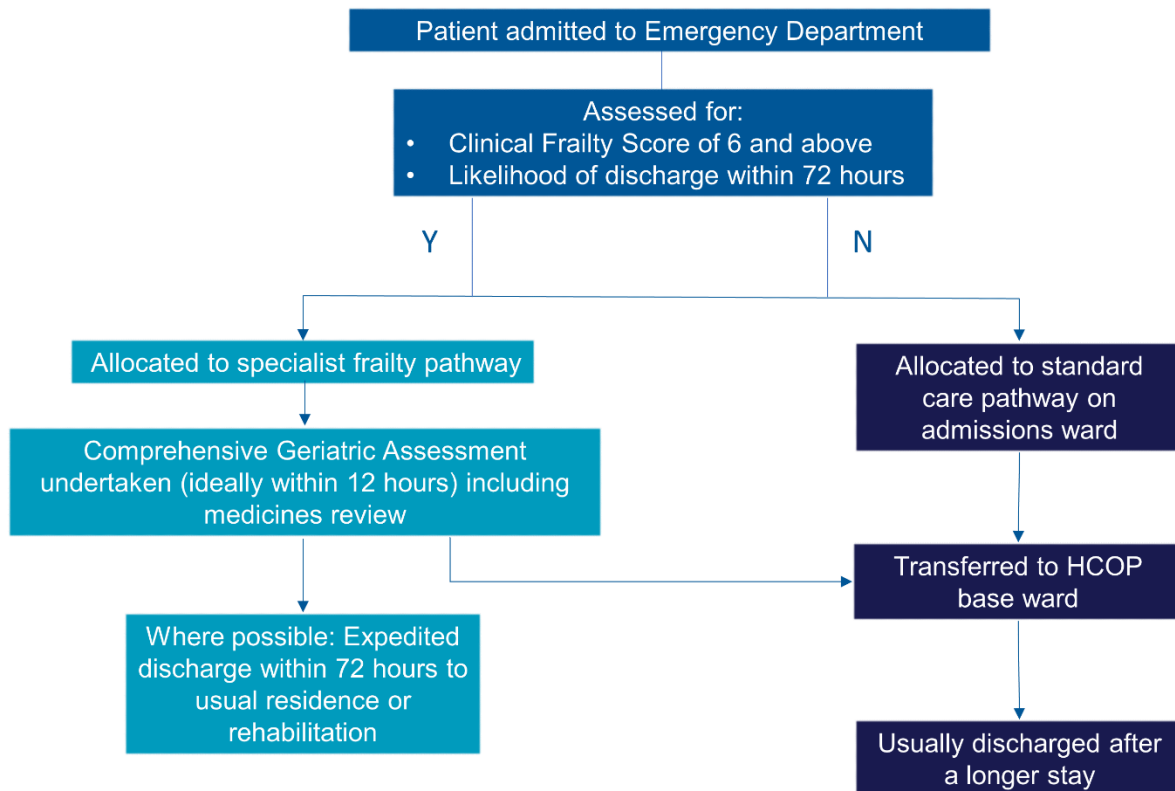 Patient admitted to Emergency Department
Assessed for:
• Clinical Frailty Score of 6 and above
• Likelihood of discharge within 72 hours
Y
N
Allocated to specialist frailty pathway
Allocated to standard
care pathway on
admissions ward
Comprehensive Geriatric Assessment
undertaken (ideally within 12 hours) including
medicines review
Transferred to HCOP
base ward
Where possible: Expedited
discharge within 72 hours to
usual residence or
rehabilitation
Usually discharged after
a longer stay